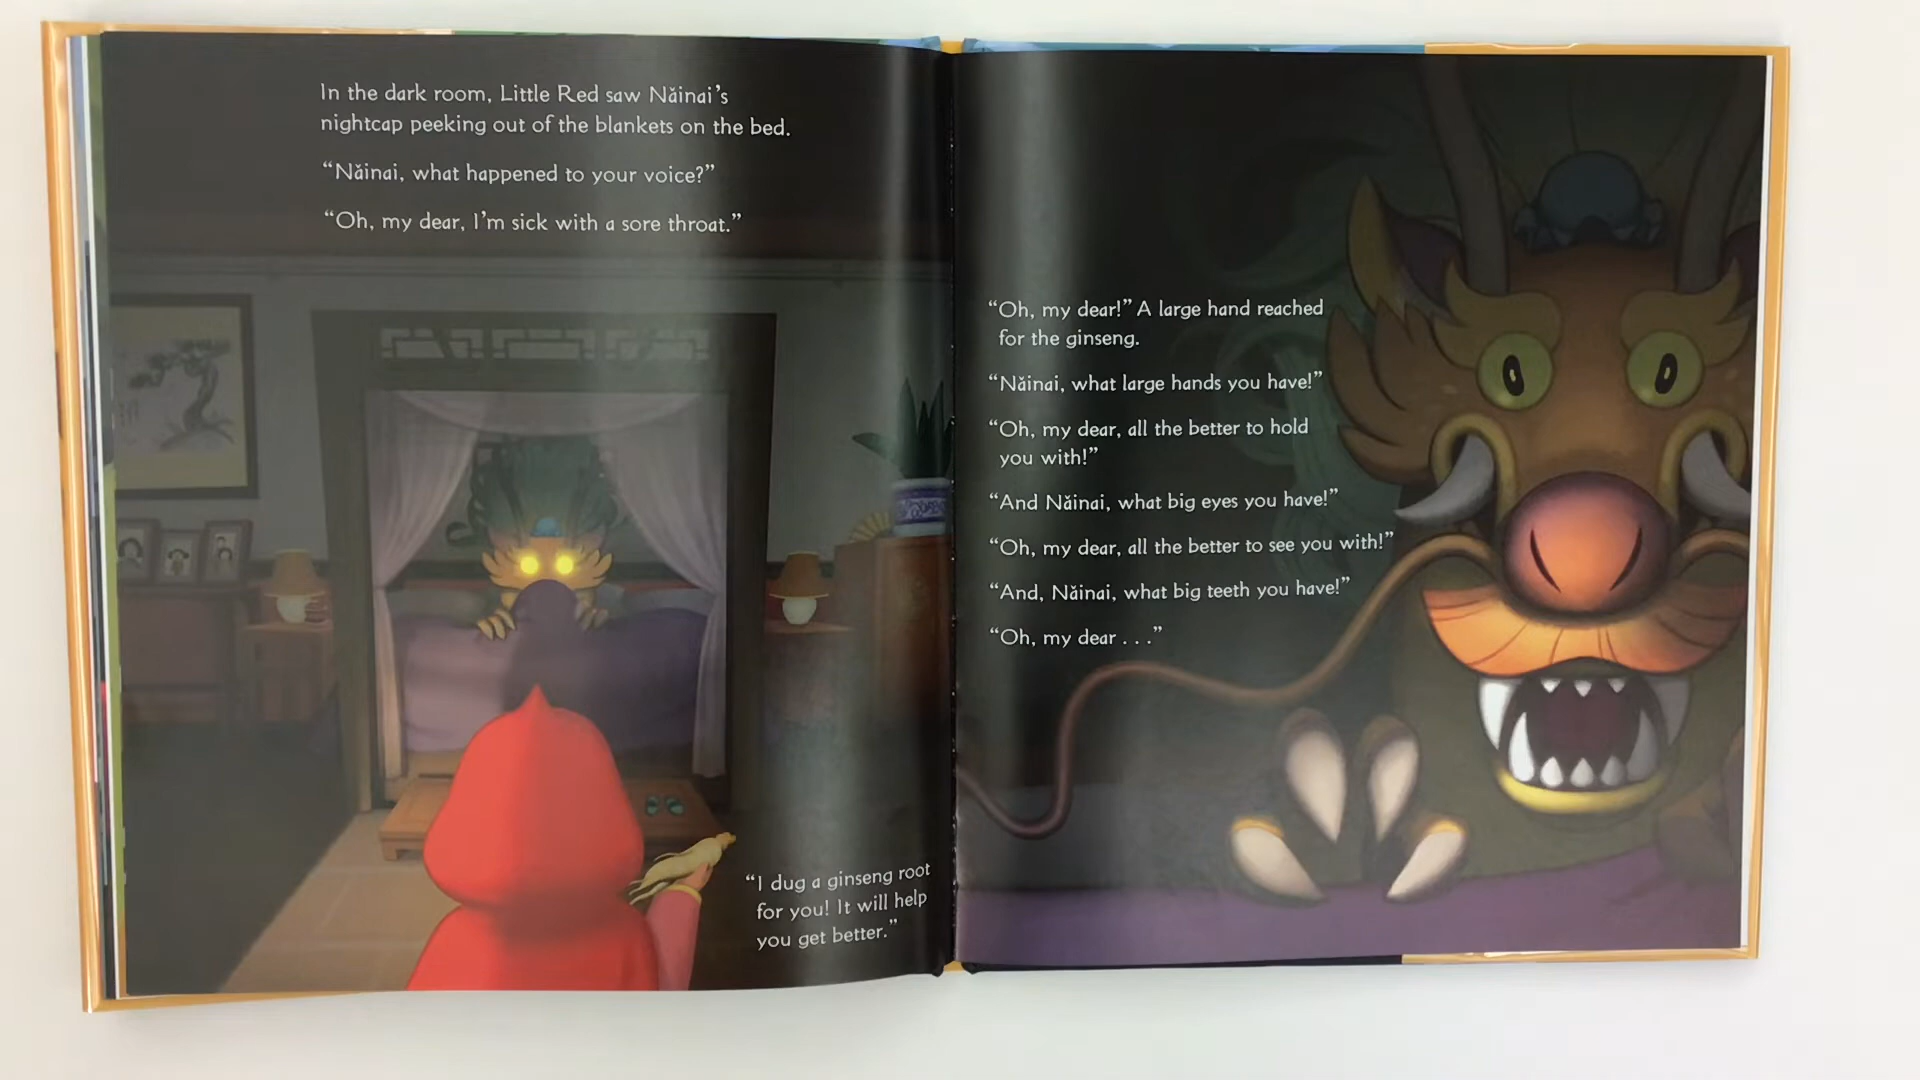 In the dark room, Little Red saw Nǎinai’s
nightcap peeking out of the blankets on the bed.
“Nǎinai, what happened to your voice?”
“Oh, my dear, I’m sick with a sore throat.”
“I dug a ginseng root
for you! It will help
you get better.”
“Oh, my dear!” A large hand reached
for the ginseng.
“Nǎinai, what large hands you have!”
“Oh, my dear, all the better to hold
you with!”
“And Nǎinai, what big eyes you have!”
“Oh, my dear, all the better to see you with!”
“And, Nǎinai, what big teeth you have!”
“Oh, my dear . . .”